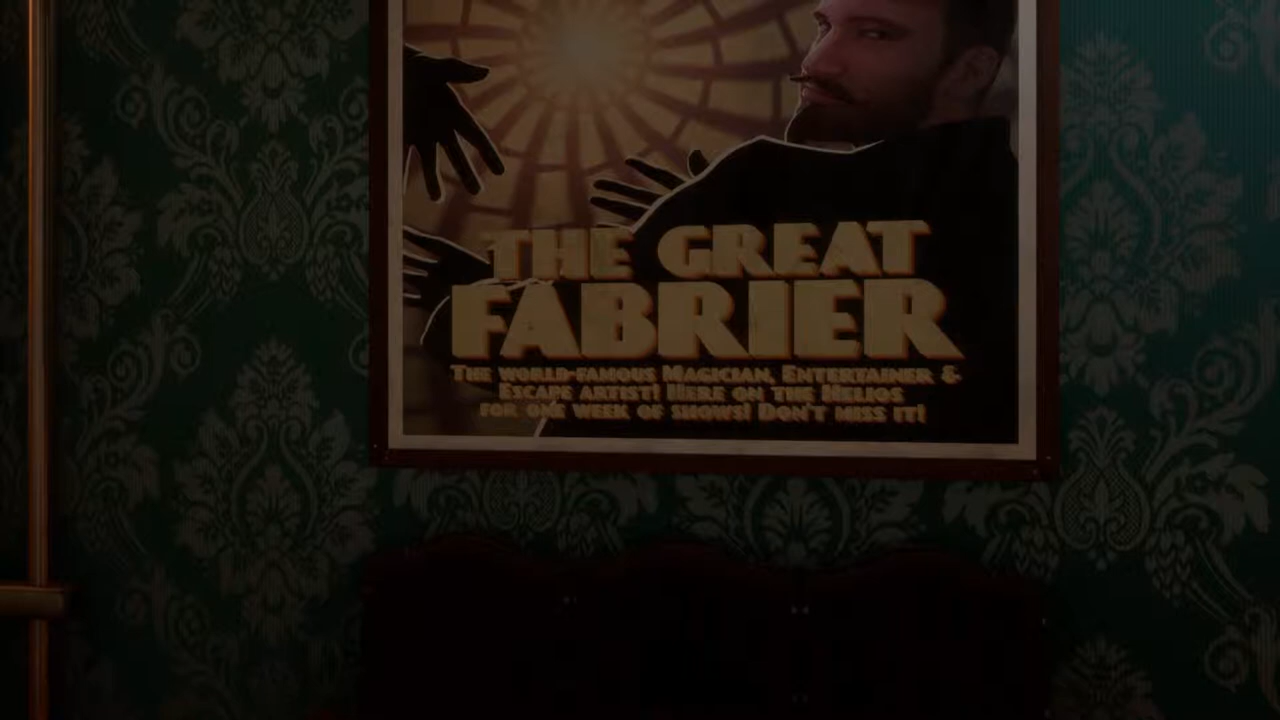 THE GREAT
FABRIER
THE WORLD-FAMOUS MAGICIAN, ENTERTAINER &
ESCAPE ARTIST! HERE ON THE HELIOS
FOR ONE WEEK OF SHOWS! DON'T MISS IT!